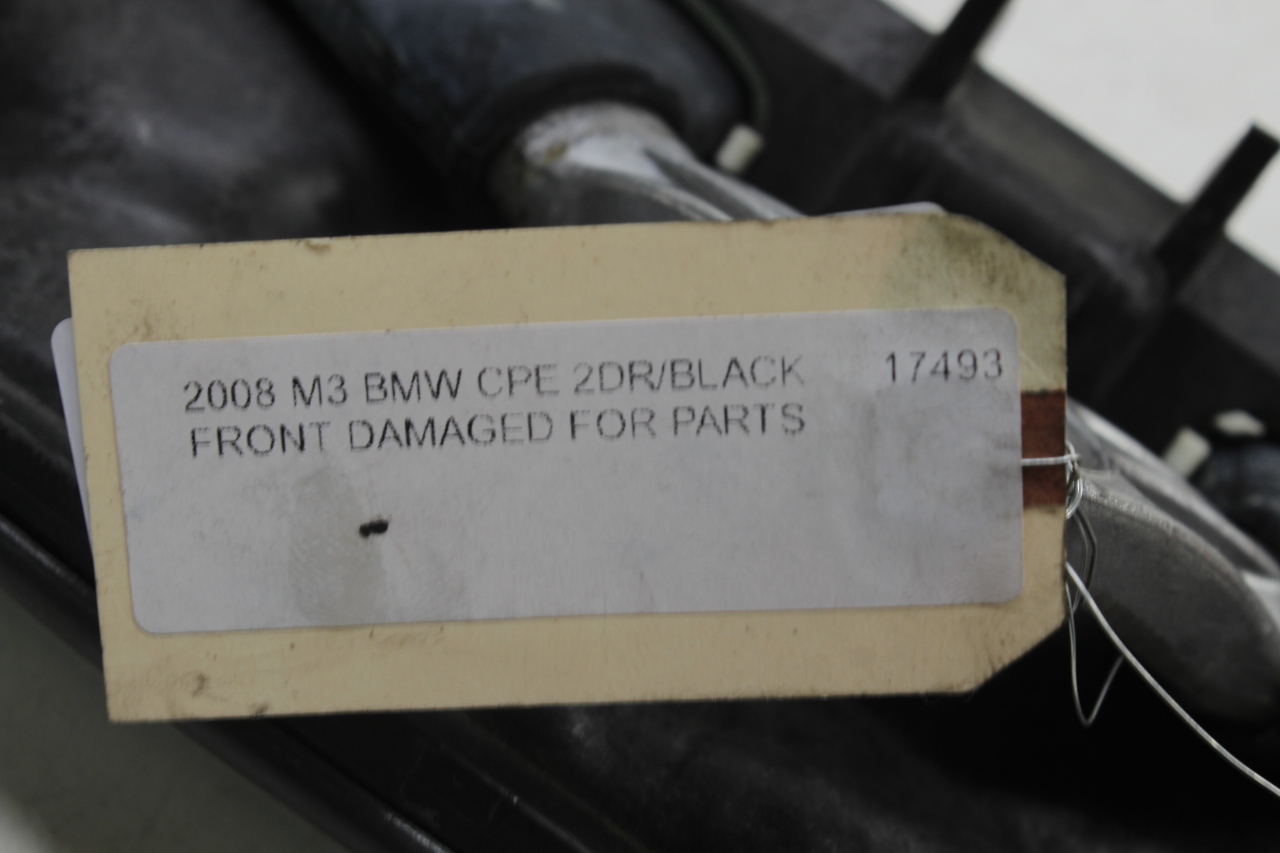 2008 M3 BMW CPE 2DR/BLACK 17493
FRONT DAMAGED FOR PARTS